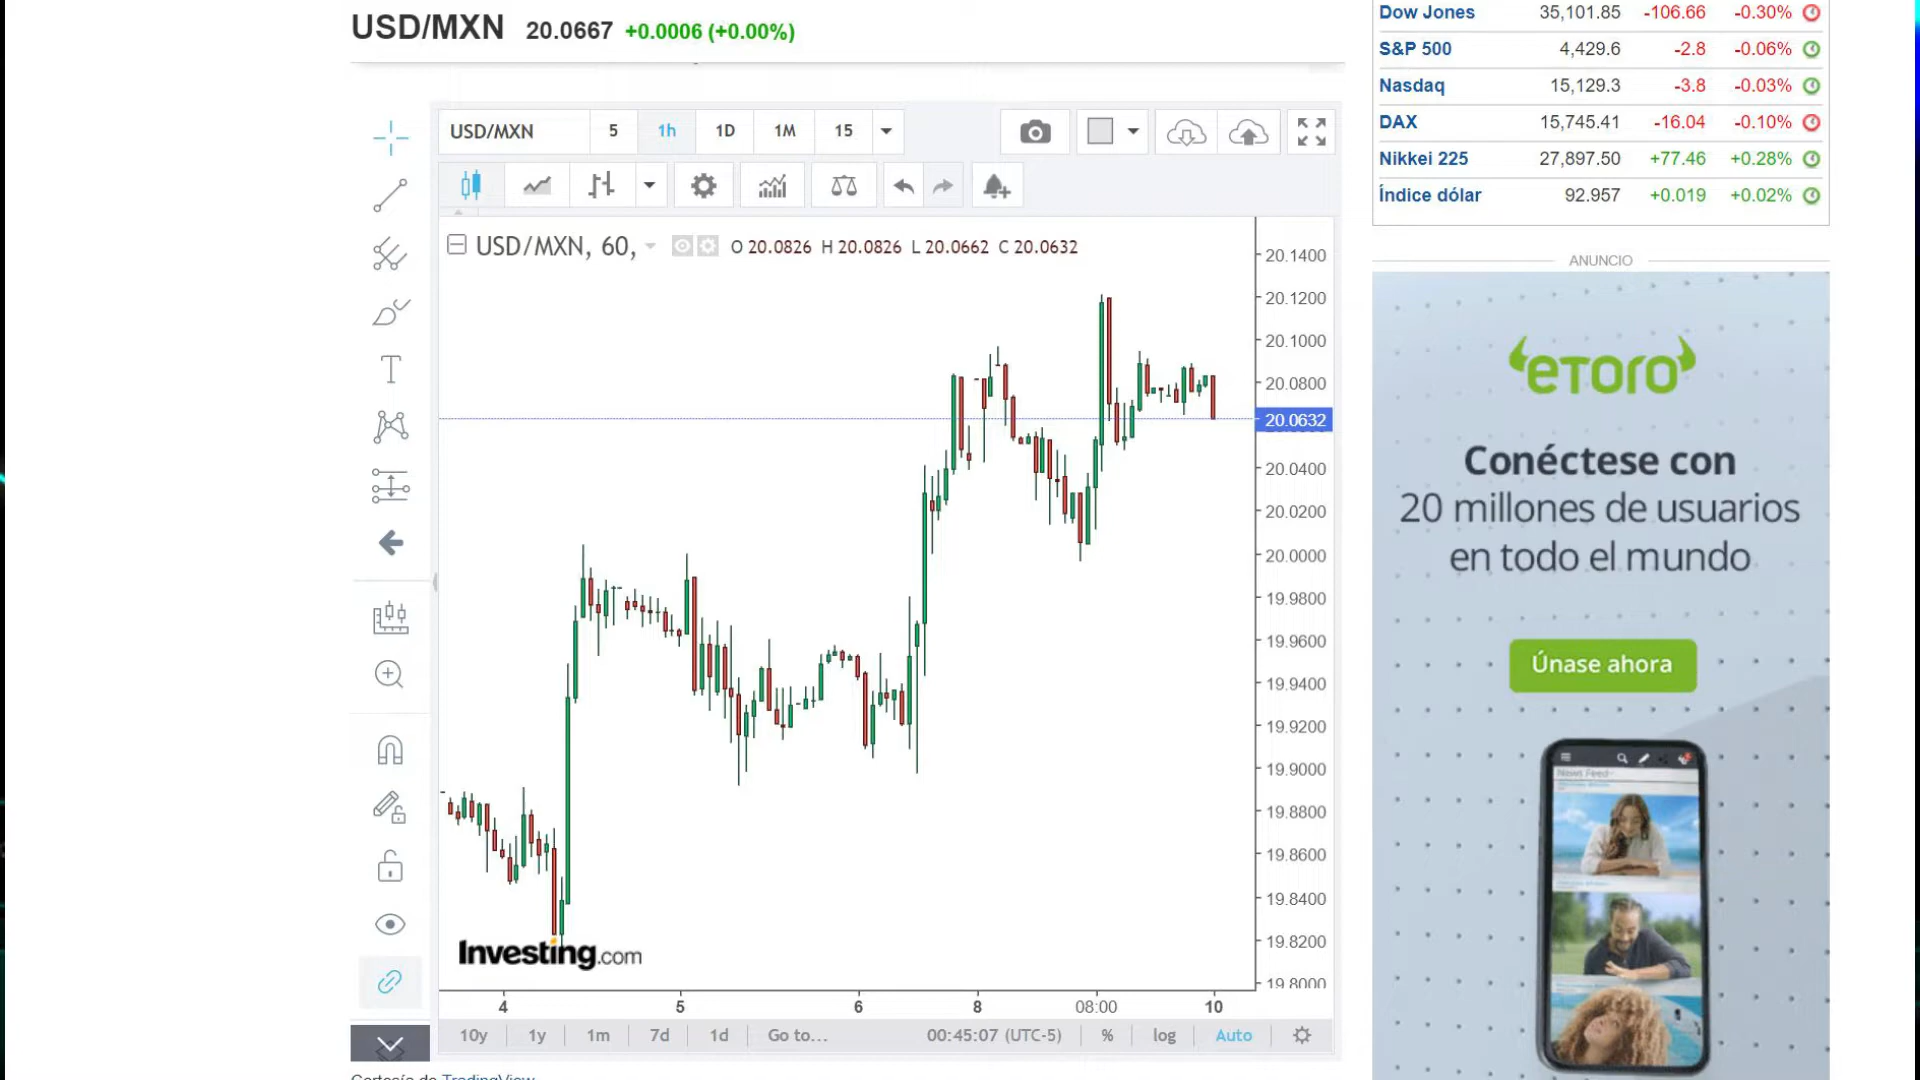 USD/MXN 20.0667 +0.0006 (+0.00%)
Dow Jones 35,101.85 -106.66 -0.30%
S&P 500 4,429.6 -2.8 -0.06%
Nasdaq 15,129.3 -3.8 -0.03%
DAX 15,745.41 -16.04 -0.10%
Nikkei 225 27,897.50 +77.46 +0.28%
Índice dólar 92.957 +0.019 +0.02%
USD/MXN 5 1h 1D 1M 15
USD/MXN, 60, O 20.0826 H 20.0826 L 20.0662 C 20.0632
20.1400
20.1200
20.1000
20.0800
20.0632
20.0400
20.0200
20.0000
19.9800
19.9600
19.9400
19.9200
19.9000
19.8800
19.8600
19.8400
19.8200
19.8000
Investing.com
4 5 6 8 08:00 10
10y 1y 1m 7d 1d Go to... 00:45:07 (UTC-5) % log Auto
Cortesía de TradingView
ANUNCIO
eToro
Conéctese con
20 millones de usuarios
en todo el mundo
Únase ahora
News Feed